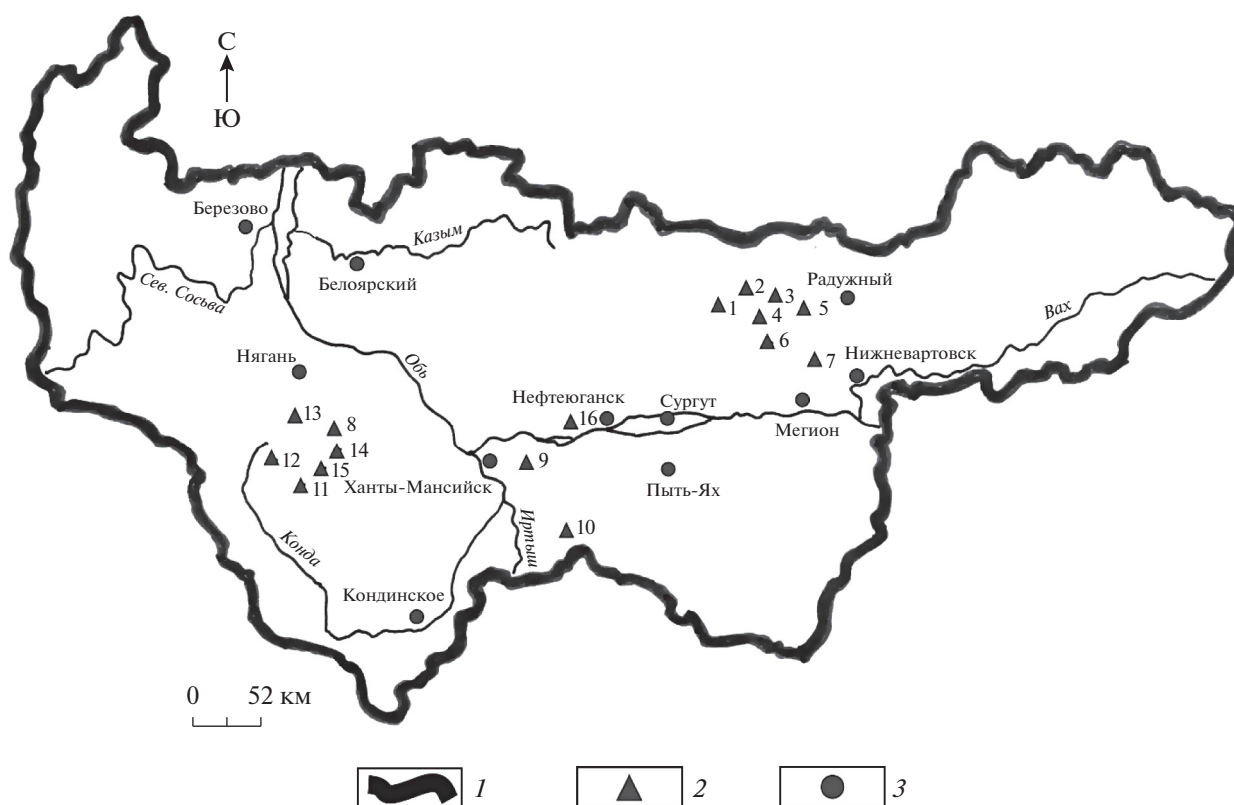 С
Ю
Березово
Казым
Белоярский
Сев. Сосьва
2
3
Радужный
1
4
5
Вах
6
7
Нижневартовск
Нягань
Обь
Нефтеюганск
Сургут
16
Мегион
13
8
14
12
15
9
11
Ханты-Мансийск
Пыть-Ях
10
Иртыш
Конда
Кондинское
0 52 км
1
2
3